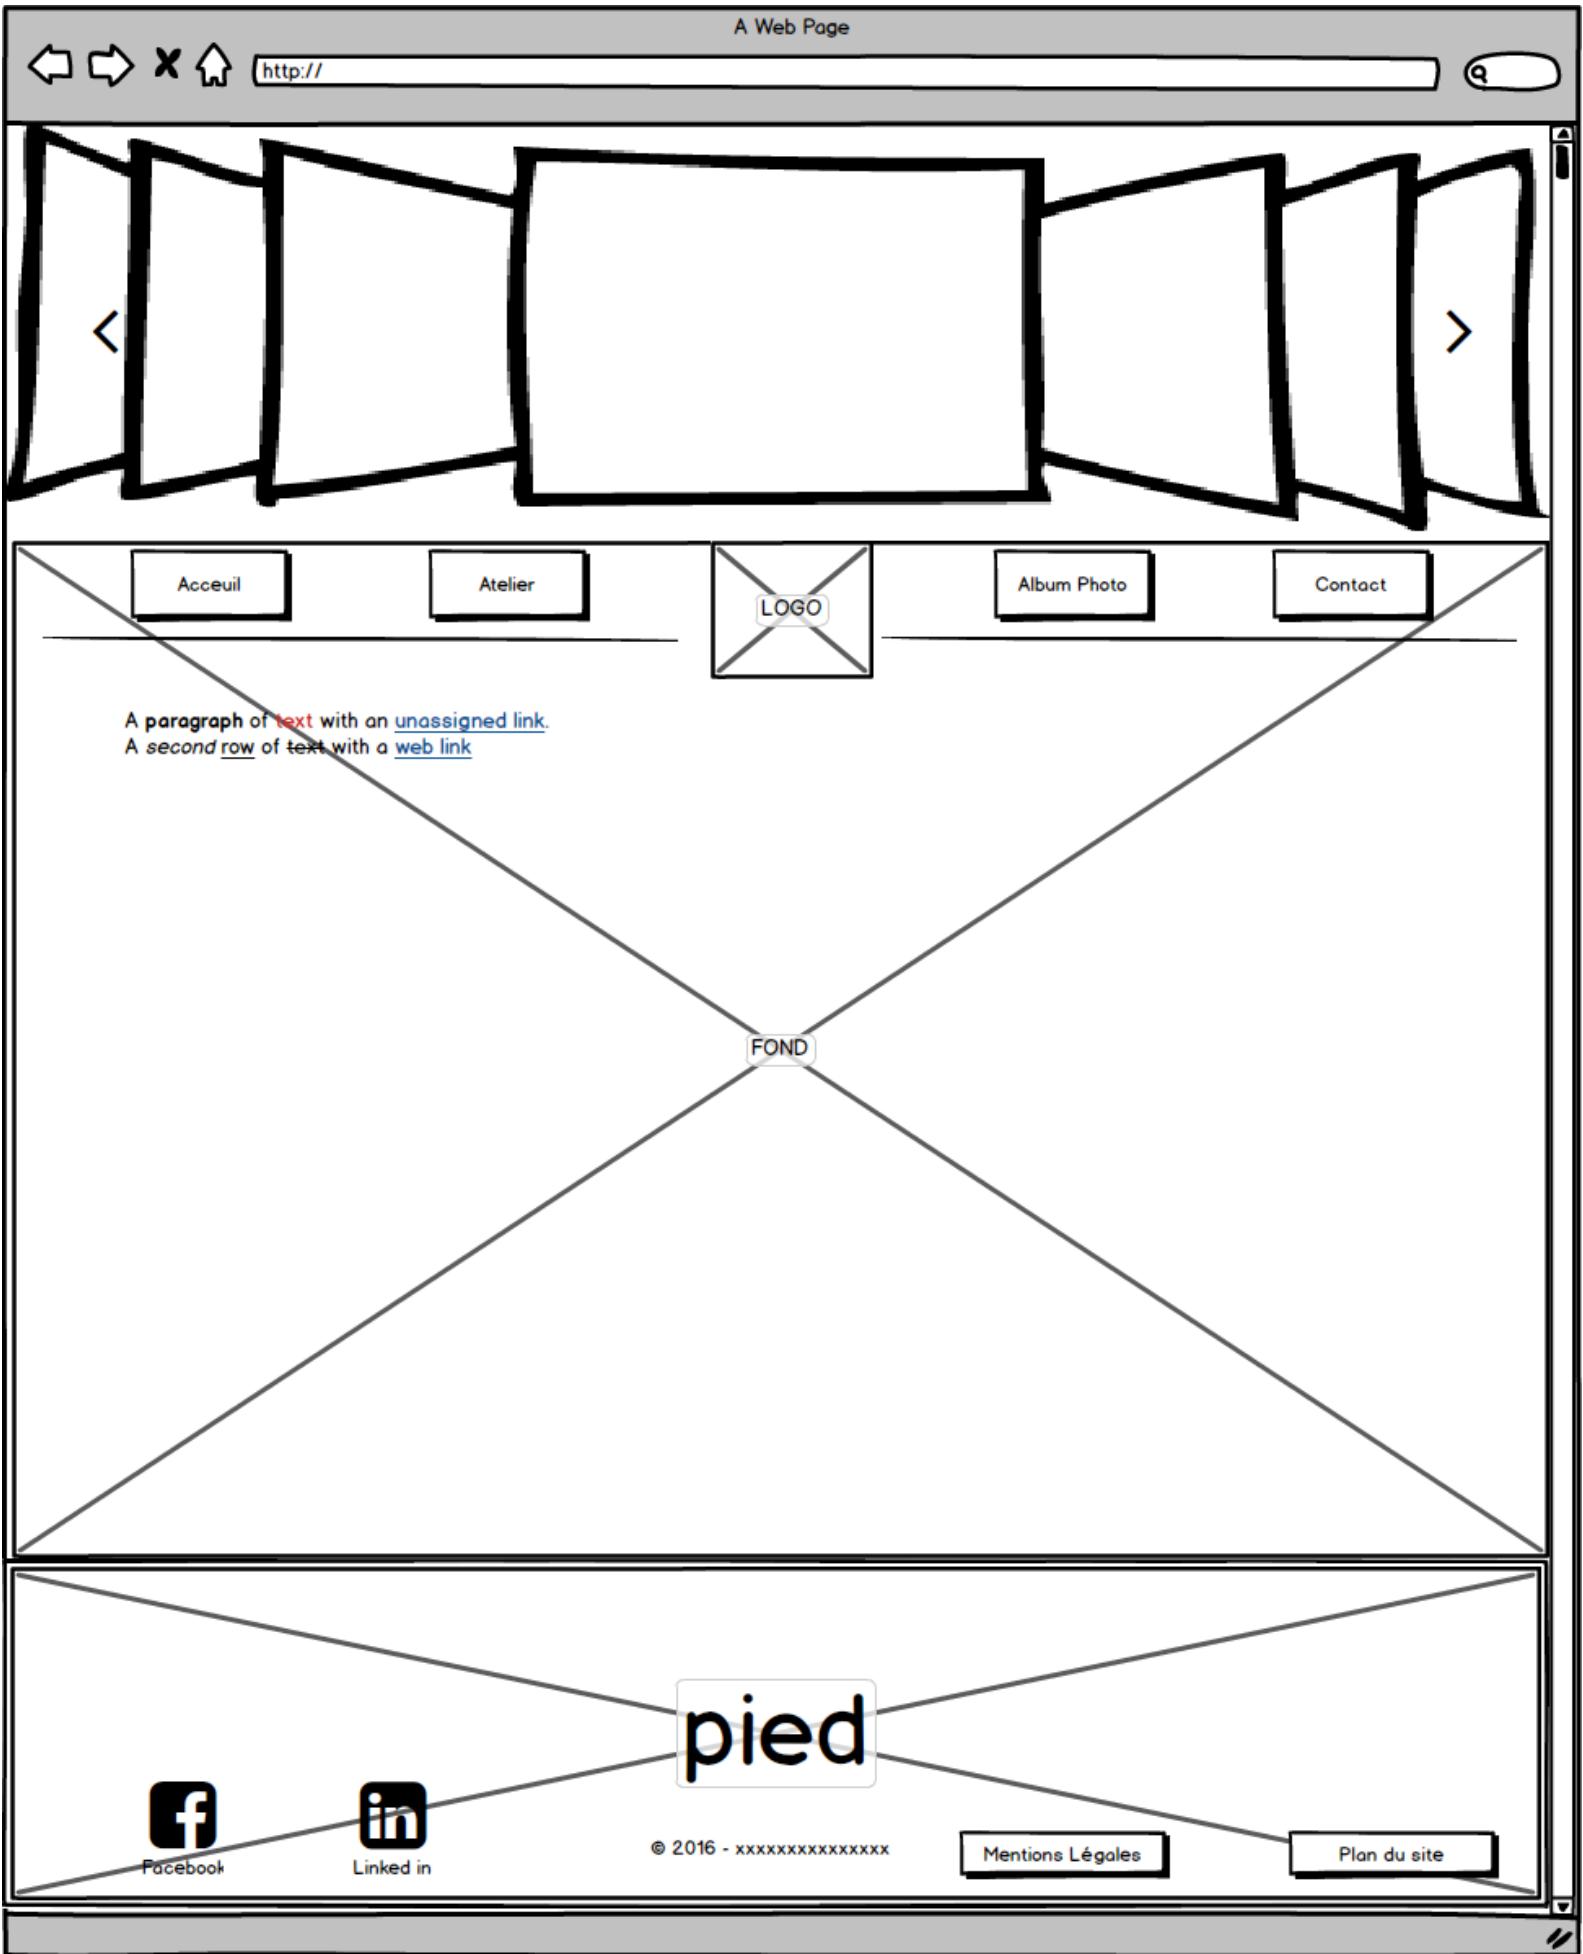 A Web Page
http://
Acceuil
Atelier
LOGO
Album Photo
Contact
A paragraph of text with an unassigned link.
A second row of text with a web link
FOND
pied
Facebook
Linked in
© 2016 - xxxxxxxxxxxxxxx
Mentions Légales
Plan du site